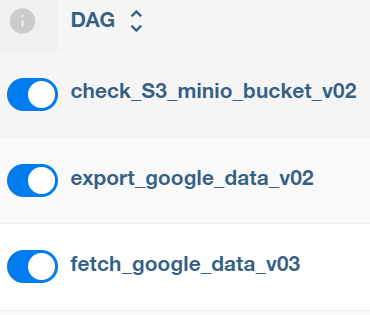 DAG
check_S3_minio_bucket_v02
export_google_data_v02
fetch_google_data_v03